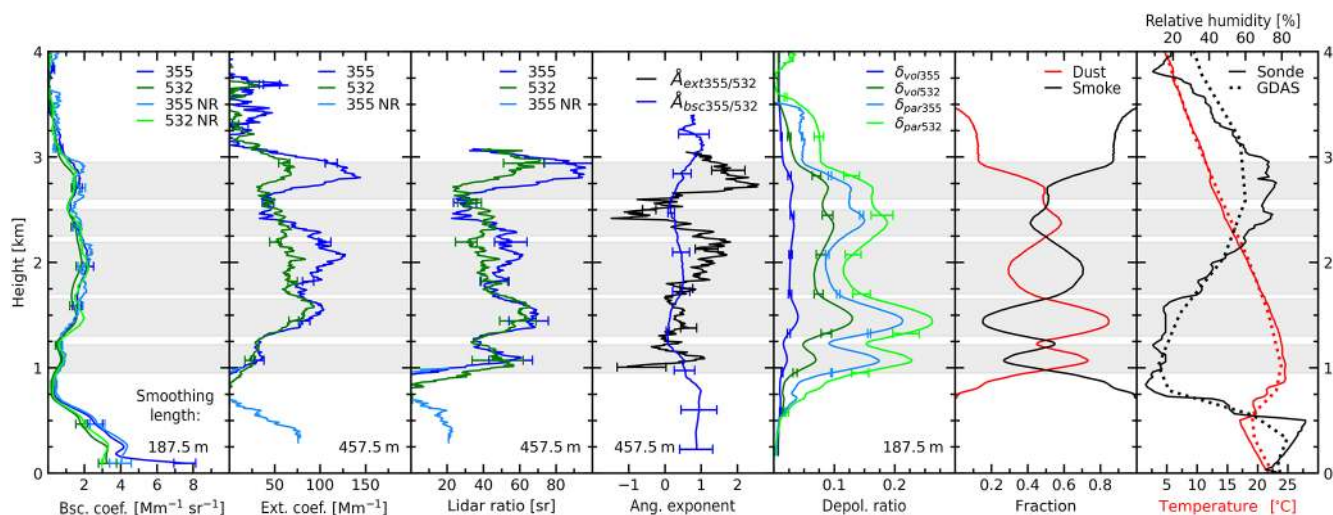 Relative humidity [%]
20 40 60 80
4
3
2
1
0
Height [km]
355
532
355 NR
532 NR
Smoothing
length:
187.5 m
2 4 6 8
Bsc. coef. [Mm⁻¹ sr⁻¹]
355
532
355 NR
457.5 m
50 100 150
Ext. coef. [Mm⁻¹]
355
532
355 NR
457.5 m
20 40 60 80
Lidar ratio [sr]
Åext355/532
Åbsc355/532
457.5 m
−1 0 1 2
Ang. exponent
δvol355
δvol532
δpar355
δpar532
187.5 m
0.1 0.2
Depol. ratio
Dust
Smoke
0.2 0.4 0.6 0.8
Fraction
Sonde
GDAS
4
3
2
1
0
5 10 15 20 25
Temperature [°C]